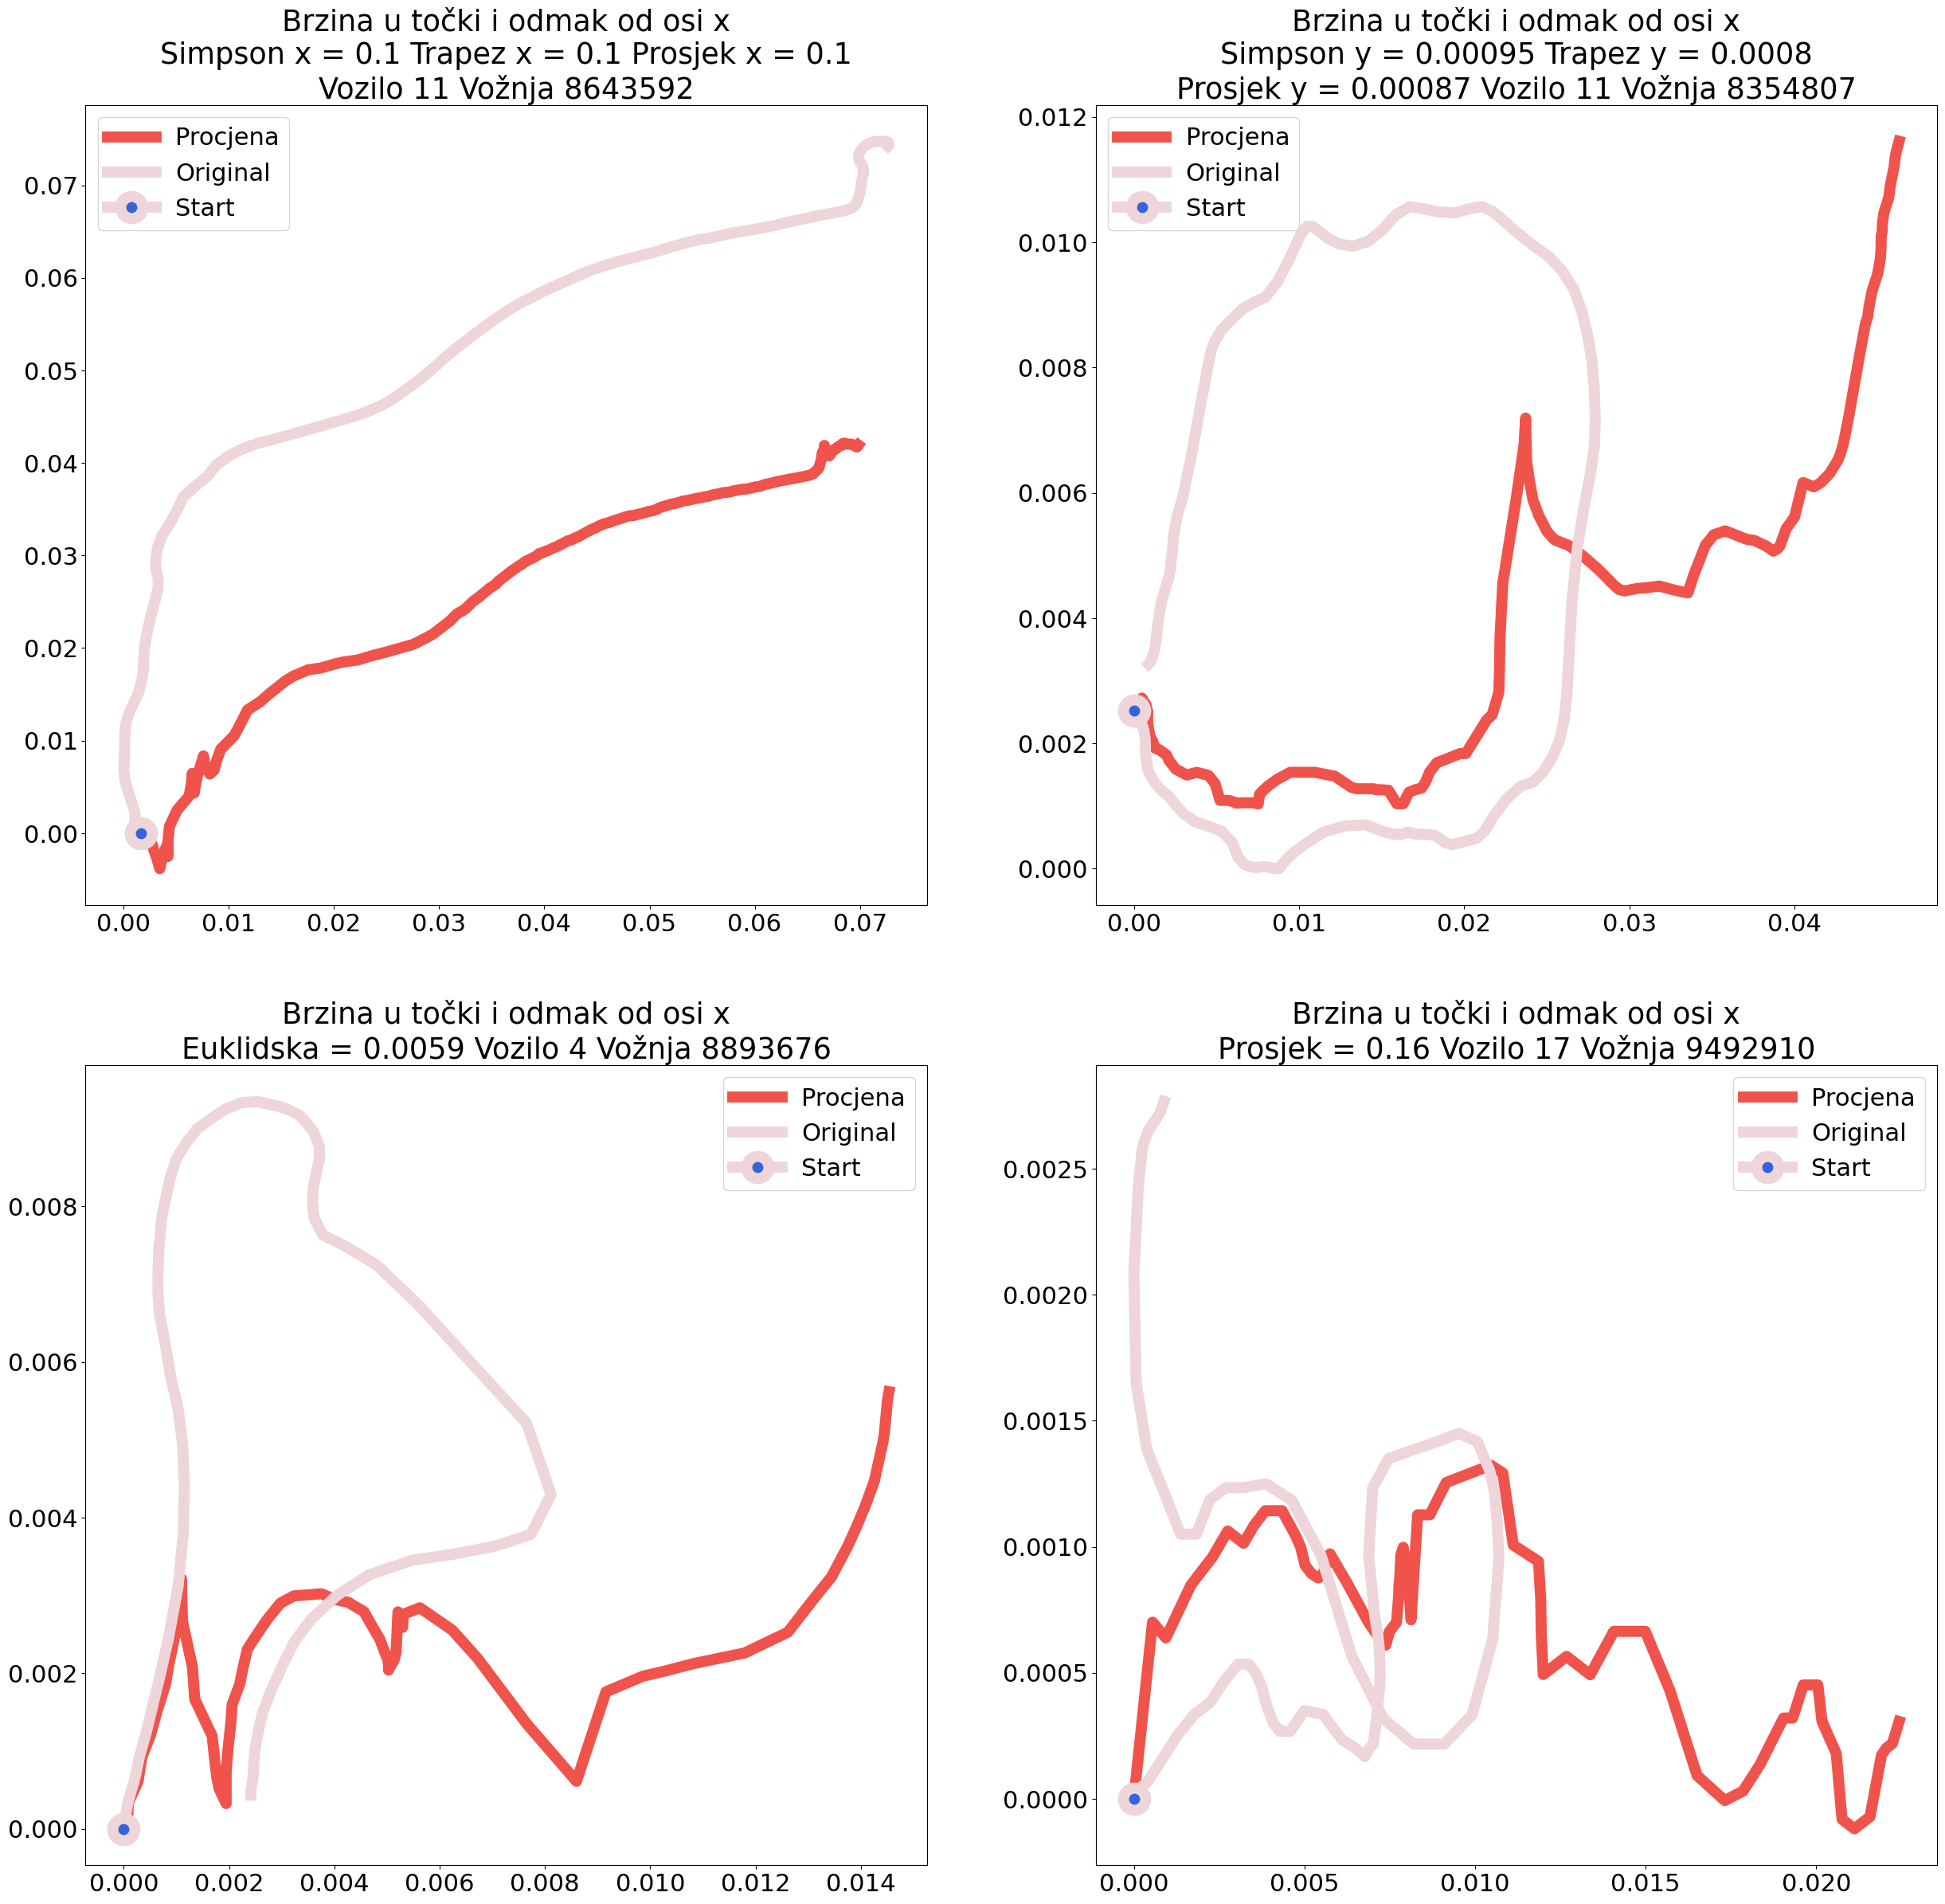 Brzina u točki i odmak od osi x
Simpson x = 0.1 Trapez x = 0.1 Prosjek x = 0.1
Vozilo 11 Vožnja 8643592
Procjena
Original
Start
0.07
0.06
0.05
0.04
0.03
0.02
0.01
0.00
0.00 0.01 0.02 0.03 0.04 0.05 0.06 0.07
Brzina u točki i odmak od osi x
Simpson y = 0.00095 Trapez y = 0.0008
Prosjek y = 0.00087 Vozilo 11 Vožnja 8354807
Procjena
Original
Start
0.012
0.010
0.008
0.006
0.004
0.002
0.000
0.00 0.01 0.02 0.03 0.04
Brzina u točki i odmak od osi x
Euklidska = 0.0059 Vozilo 4 Vožnja 8893676
Procjena
Original
Start
0.008
0.006
0.004
0.002
0.000
0.000 0.002 0.004 0.006 0.008 0.010 0.012 0.014
Brzina u točki i odmak od osi x
Prosjek = 0.16 Vozilo 17 Vožnja 9492910
Procjena
Original
Start
0.0025
0.0020
0.0015
0.0010
0.0005
0.0000
0.000 0.005 0.010 0.015 0.020